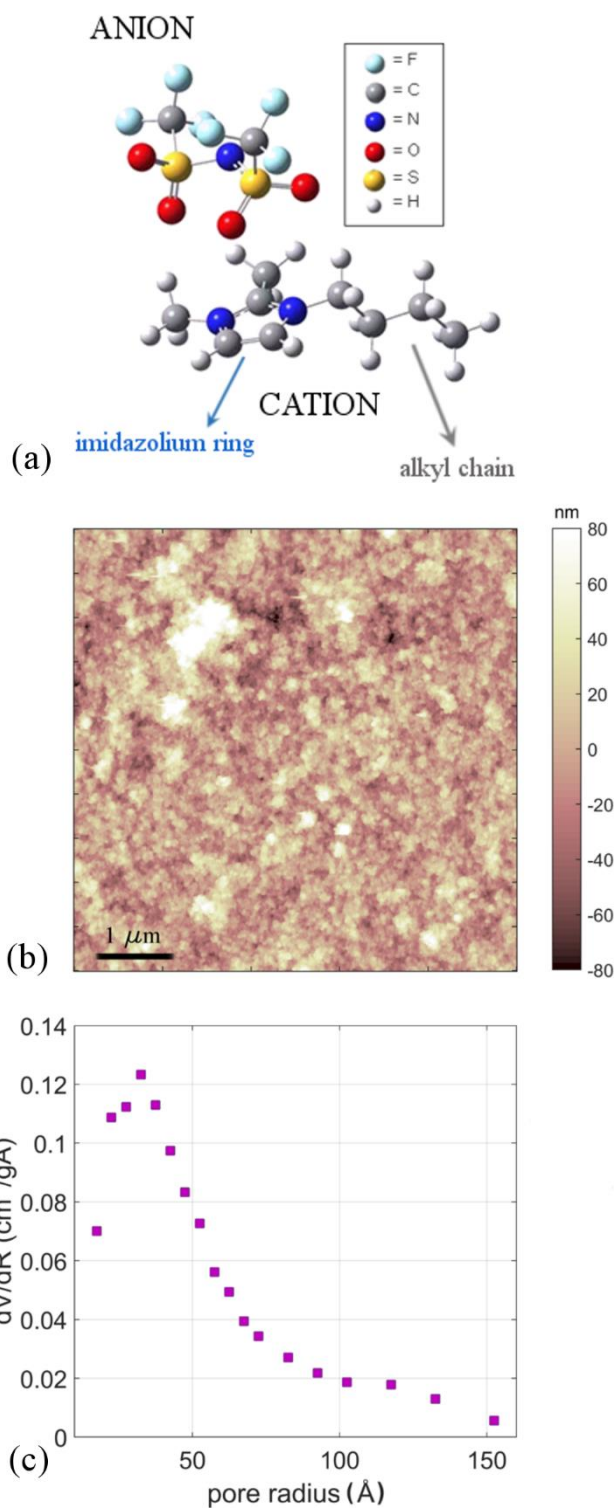 ANION
= F
= C
= N
= O
= S
= H
CATION
imidazolium ring
alkyl chain
(a)
nm
80
60
40
20
0
-20
-40
-60
-80
1 μm
(b)
0.14
0.12
0.1
0.08
0.06
0.04
0.02
0
50
100
150
pore radius (Å)
(c)